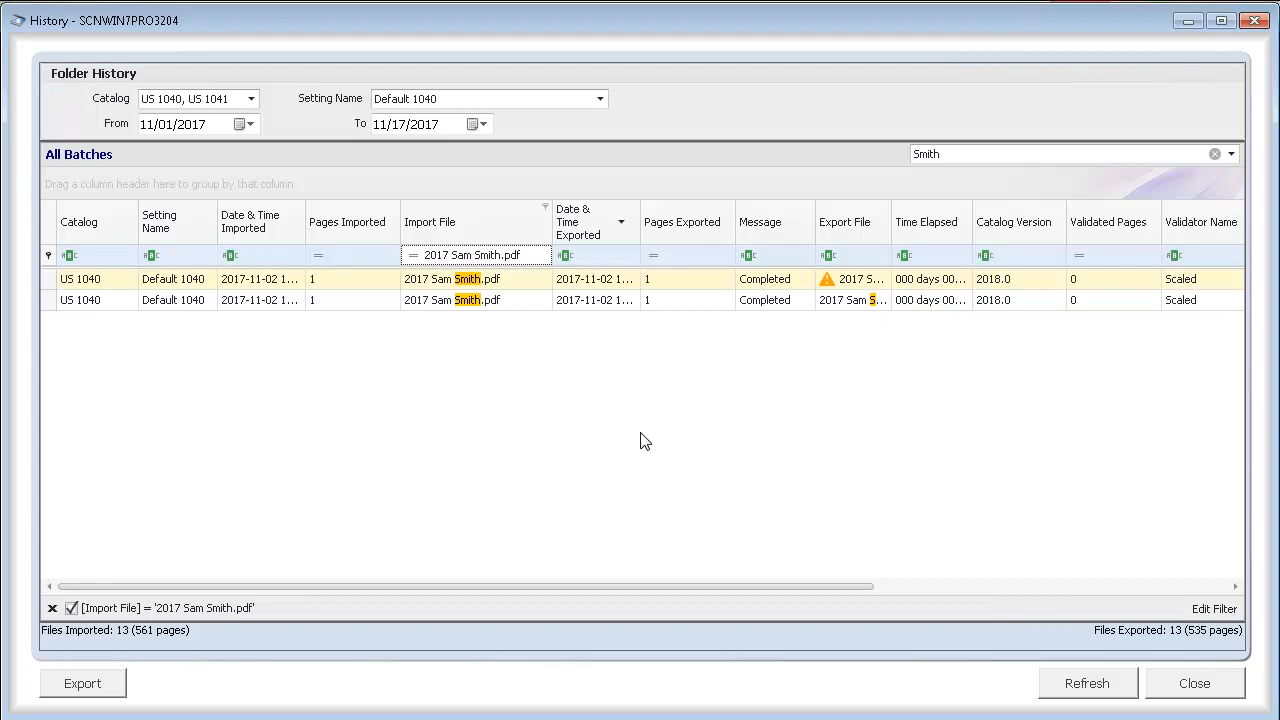 History - SCNWIN7PRO3204
Folder History
Catalog US 1040, US 1041 Setting Name Default 1040
From 11/01/2017 To 11/17/2017
All Batches Smith
Drag a column header here to group by that column
Catalog Setting Name Date & Time Imported Pages Imported Import File Date & Time Exported Pages Exported Message Export File Time Elapsed Catalog Version Validated Pages Validator Name
= = 2017 Sam Smith.pdf = =
US 1040 Default 1040 2017-11-02 1... 1 2017 Sam Smith.pdf 2017-11-02 1... 1 Completed 2017 S... 000 days 00... 2018.0 0 Scaled
US 1040 Default 1040 2017-11-02 1... 1 2017 Sam Smith.pdf 2017-11-02 1... 1 Completed 2017 Sam S... 000 days 00... 2018.0 0 Scaled
[Import File] = '2017 Sam Smith.pdf' Edit Filter
Files Imported: 13 (561 pages) Files Exported: 13 (535 pages)
Export Refresh Close